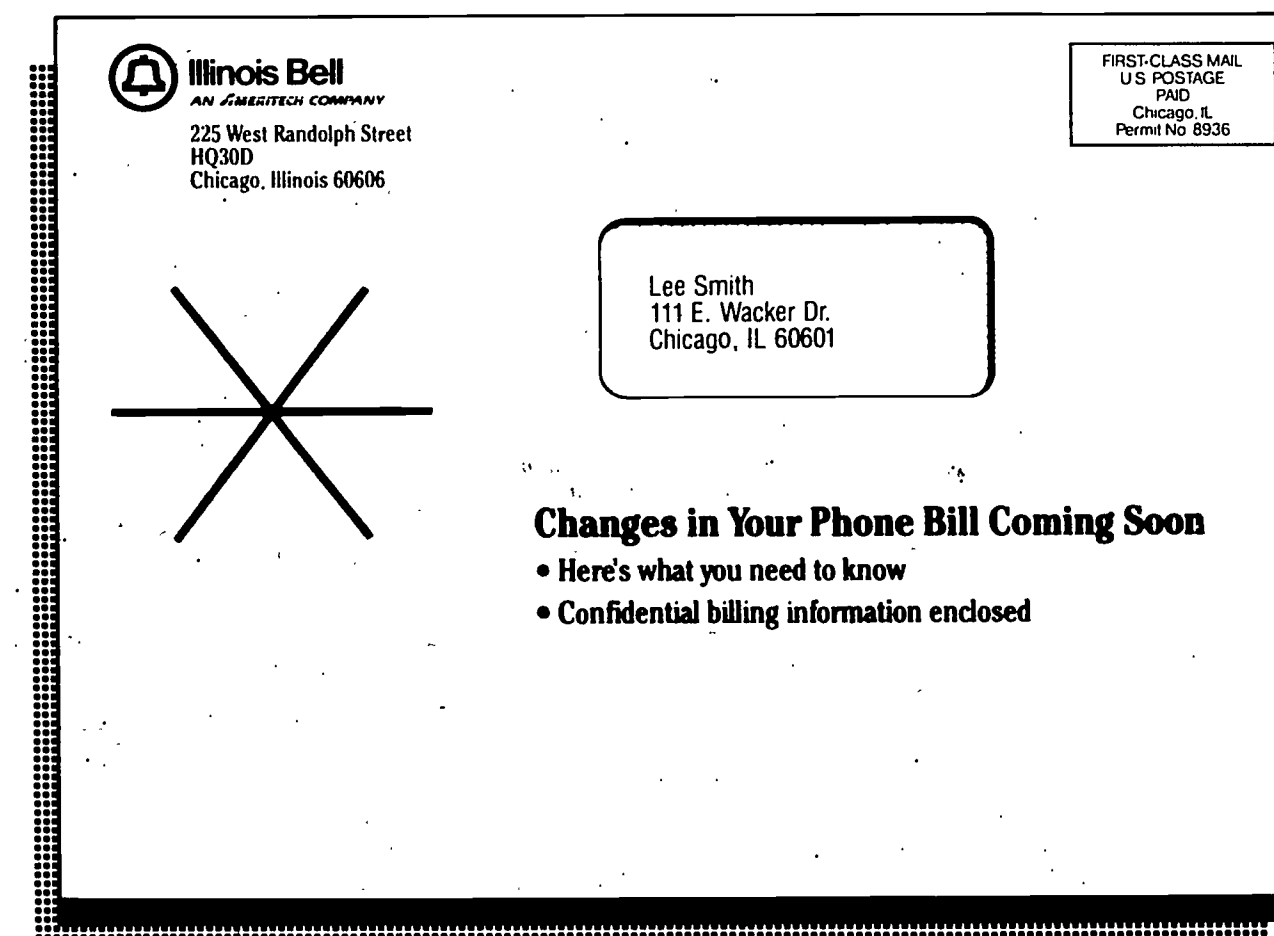 Illinois Bell
AN AMERITECH COMPANY
225 West Randolph Street
HQ30D
Chicago, Illinois 60606
FIRST-CLASS MAIL
U S POSTAGE
PAID
Chicago, IL
Permit No 8936
Lee Smith
111 E. Wacker Dr.
Chicago, IL 60601
Changes in Your Phone Bill Coming Soon
• Here's what you need to know
• Confidential billing information enclosed